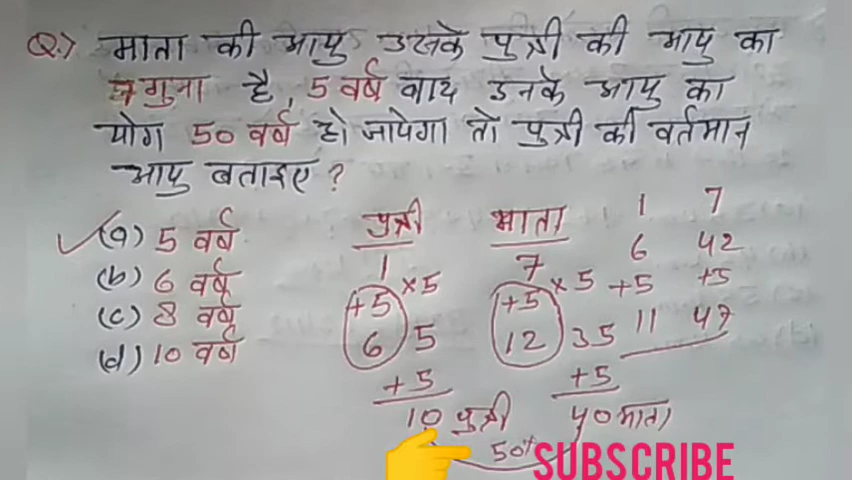 Q.> माता की आयु उसके पुत्री की आयु का
7 गुना है, 5 वर्ष बाद उनके आयु का
योग 50 वर्ष हो जायेगा तो पुत्री की वर्तमान
आयु बताइए ?
(a) 5 वर्ष
(b) 6 वर्ष
(c) 8 वर्ष
(d) 10 वर्ष
पुत्री माता 1 7
1 7 6 42
+5 ×5 +5 ×5 +5 +5
6 5 12 35 11 47
+5 +5
10 पुत्री 40 माता
50
SUBSCRIBE